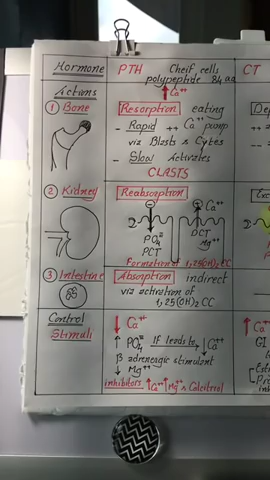 Hormone
PTH Cheif cells
polypeptide 84 aa
↑ Ca++
CT
Actions
① Bone
Resorption eating
- Rapid ++ Ca++ pump
via Blasts & Cytes
- Slow Activates
CLASTS
② Kidney
Reabsorption
Ca++
PO4≡
PCT
DCT
Mg++
Formation of 1,25(OH)2 CC
③ Intestine
Absorption indirect
via activation of
1,25(OH)2 CC
Control
Stimuli
↓ Ca++
↑ PO4≡ IF leads to ↓ Ca++
β adrenergic stimulant
↓ Mg++
inhibitors ↑Ca++ ↑Mg++ & Calcitriol
↑ Ca
GI